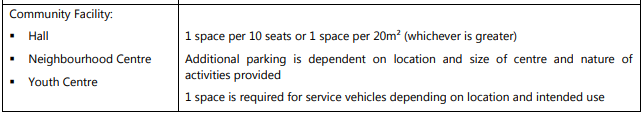 Community Facility:
▪ Hall
▪ Neighbourhood Centre
▪ Youth Centre
1 space per 10 seats or 1 space per 20m² (whichever is greater)
Additional parking is dependent on location and size of centre and nature of
activities provided
1 space is required for service vehicles depending on location and intended use